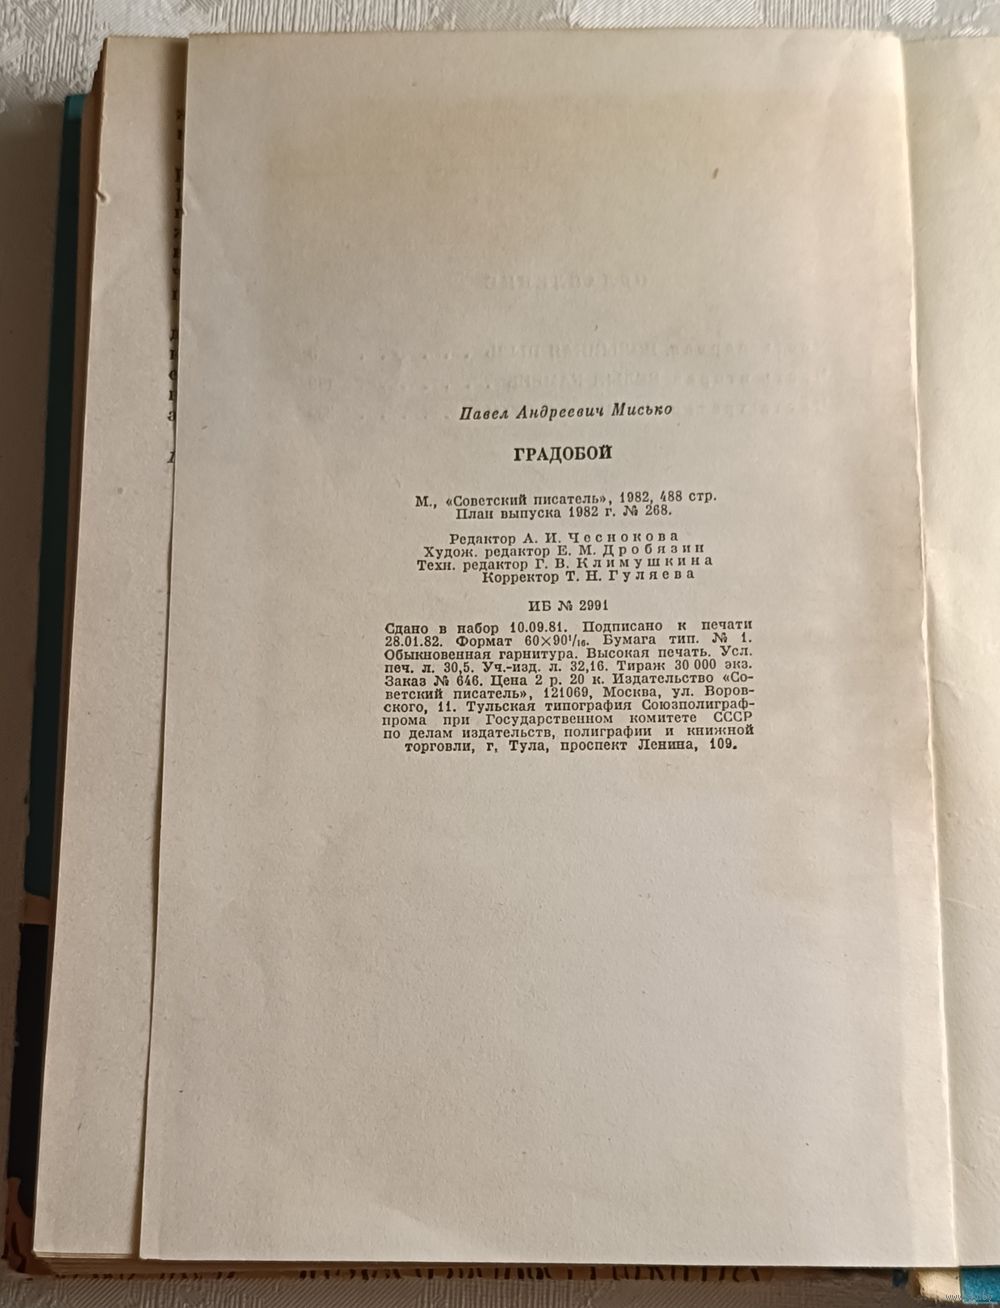 Павел Андреевич Мисько
ГРАДОБОЙ
М., «Советский писатель», 1982, 488 стр.
План выпуска 1982 г. № 268.
Редактор А. И. Чеснокова
Худож. редактор Е. М. Дробязин
Техн. редактор Г. В. Климушкина
Корректор Т. Н. Гуляева
ИБ № 2991
Сдано в набор 10.09.81. Подписано к печати
28.01.82. Формат 60×90¹/₁₆. Бумага тип. № 1.
Обыкновенная гарнитура. Высокая печать. Усл.
печ. л. 30,5. Уч.-изд. л. 32,16. Тираж 30 000 экз.
Заказ № 646. Цена 2 р. 20 к. Издательство «Со-
ветский писатель», 121069, Москва, ул. Воров-
ского, 11. Тульская типография Союзполиграф-
прома при Государственном комитете СССР
по делам издательств, полиграфии и книжной
торговли, г. Тула, проспект Ленина, 109.